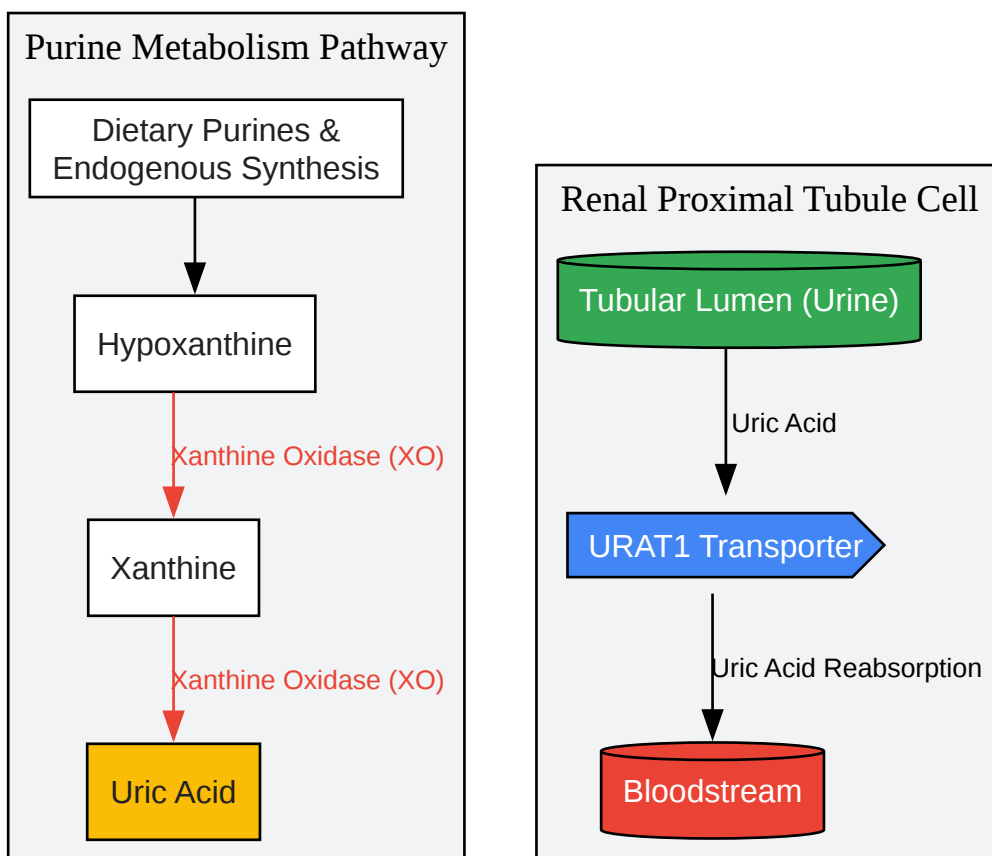 Purine Metabolism Pathway
Dietary Purines &
Endogenous Synthesis
Hypoxanthine
Xanthine Oxidase (XO)
Xanthine
Xanthine Oxidase (XO)
Uric Acid
Renal Proximal Tubule Cell
Tubular Lumen (Urine)
Uric Acid
URAT1 Transporter
Uric Acid Reabsorption
Bloodstream